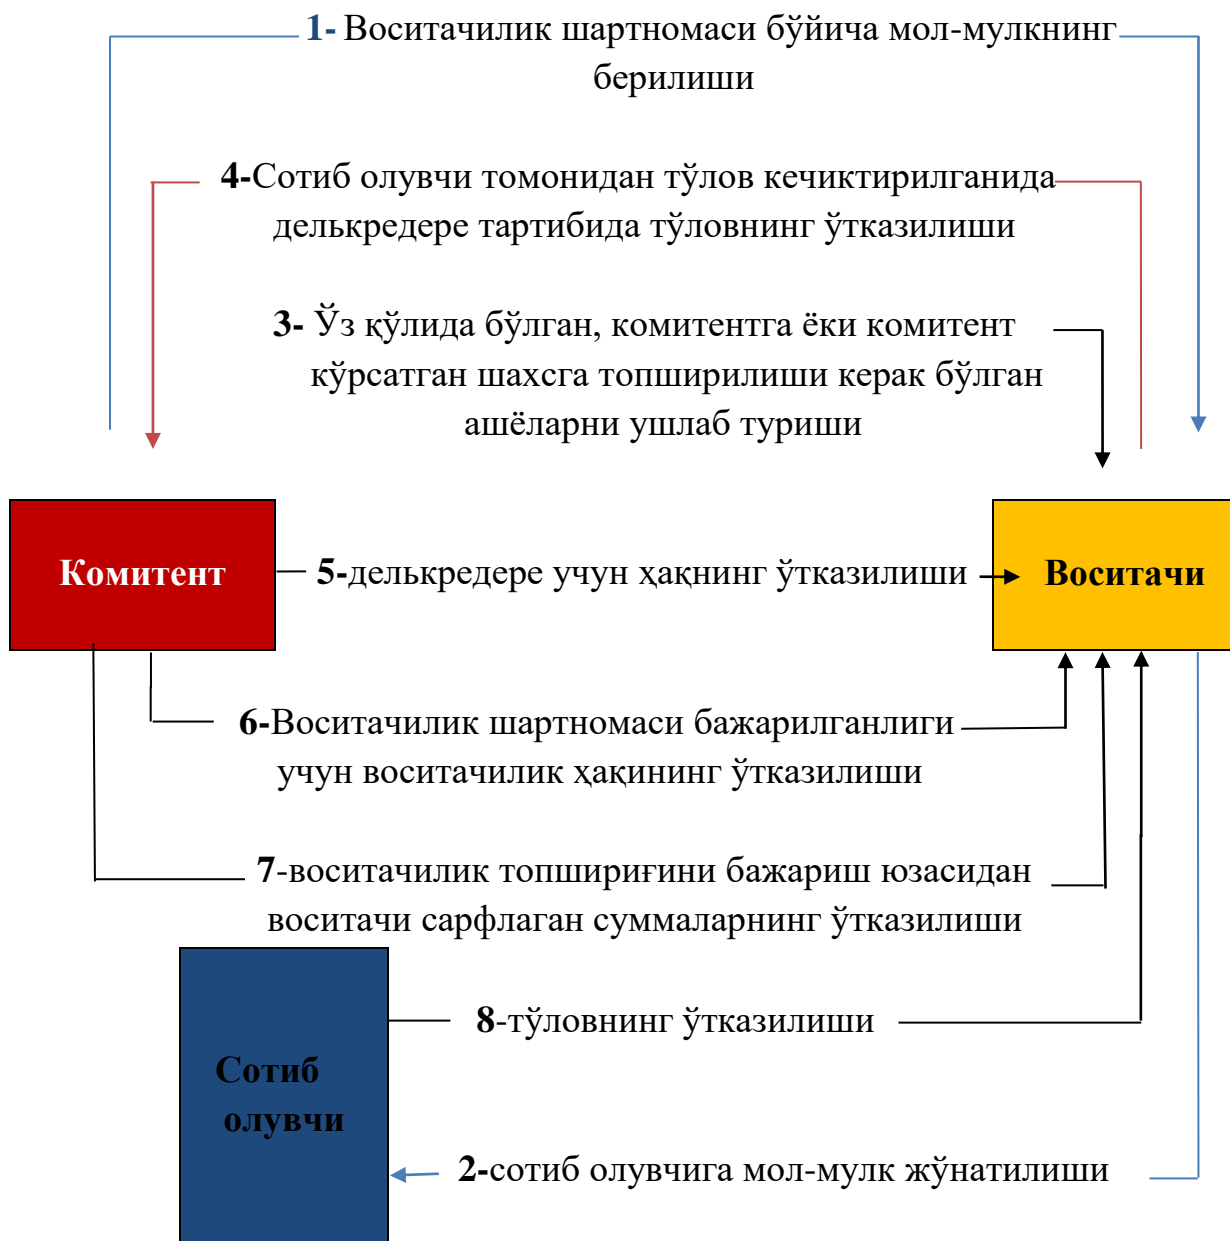 1- Воситачилик шартномаси бўйича мол-мулкнинг
берилиши
4-Сотиб олувчи томонидан тўлов кечиктирилганида
делькредере тартибида тўловнинг ўтказилиши
3- Ўз қўлида бўлган, комитентга ёки комитент
кўрсатган шахсга топширилиши керак бўлган
ашёларни ушлаб туриши
Комитент
5-делькредере учун ҳақнинг ўтказилиши
Воситачи
6-Воситачилик шартномаси бажарилганлиги
учун воситачилик ҳақининг ўтказилиши
7-воситачилик топшириғини бажариш юзасидан
воситачи сарфлаган суммаларнинг ўтказилиши
8-тўловнинг ўтказилиши
Сотиб
олувчи
2-сотиб олувчига мол-мулк жўнатилиши